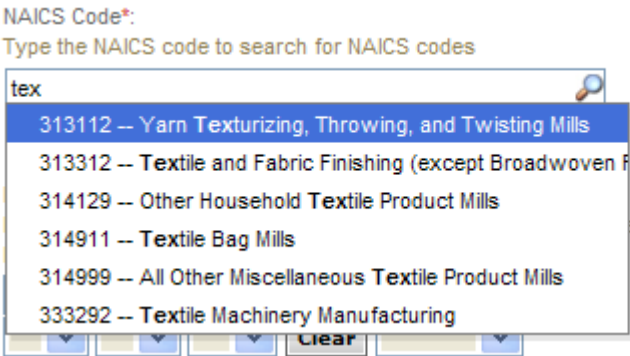 NAICS Code*:
Type the NAICS code to search for NAICS codes
tex
313112 -- Yarn Texturizing, Throwing, and Twisting Mills
313312 -- Textile and Fabric Finishing (except Broadwoven F
314129 -- Other Household Textile Product Mills
314911 -- Textile Bag Mills
314999 -- All Other Miscellaneous Textile Product Mills
333292 -- Textile Machinery Manufacturing
Clear